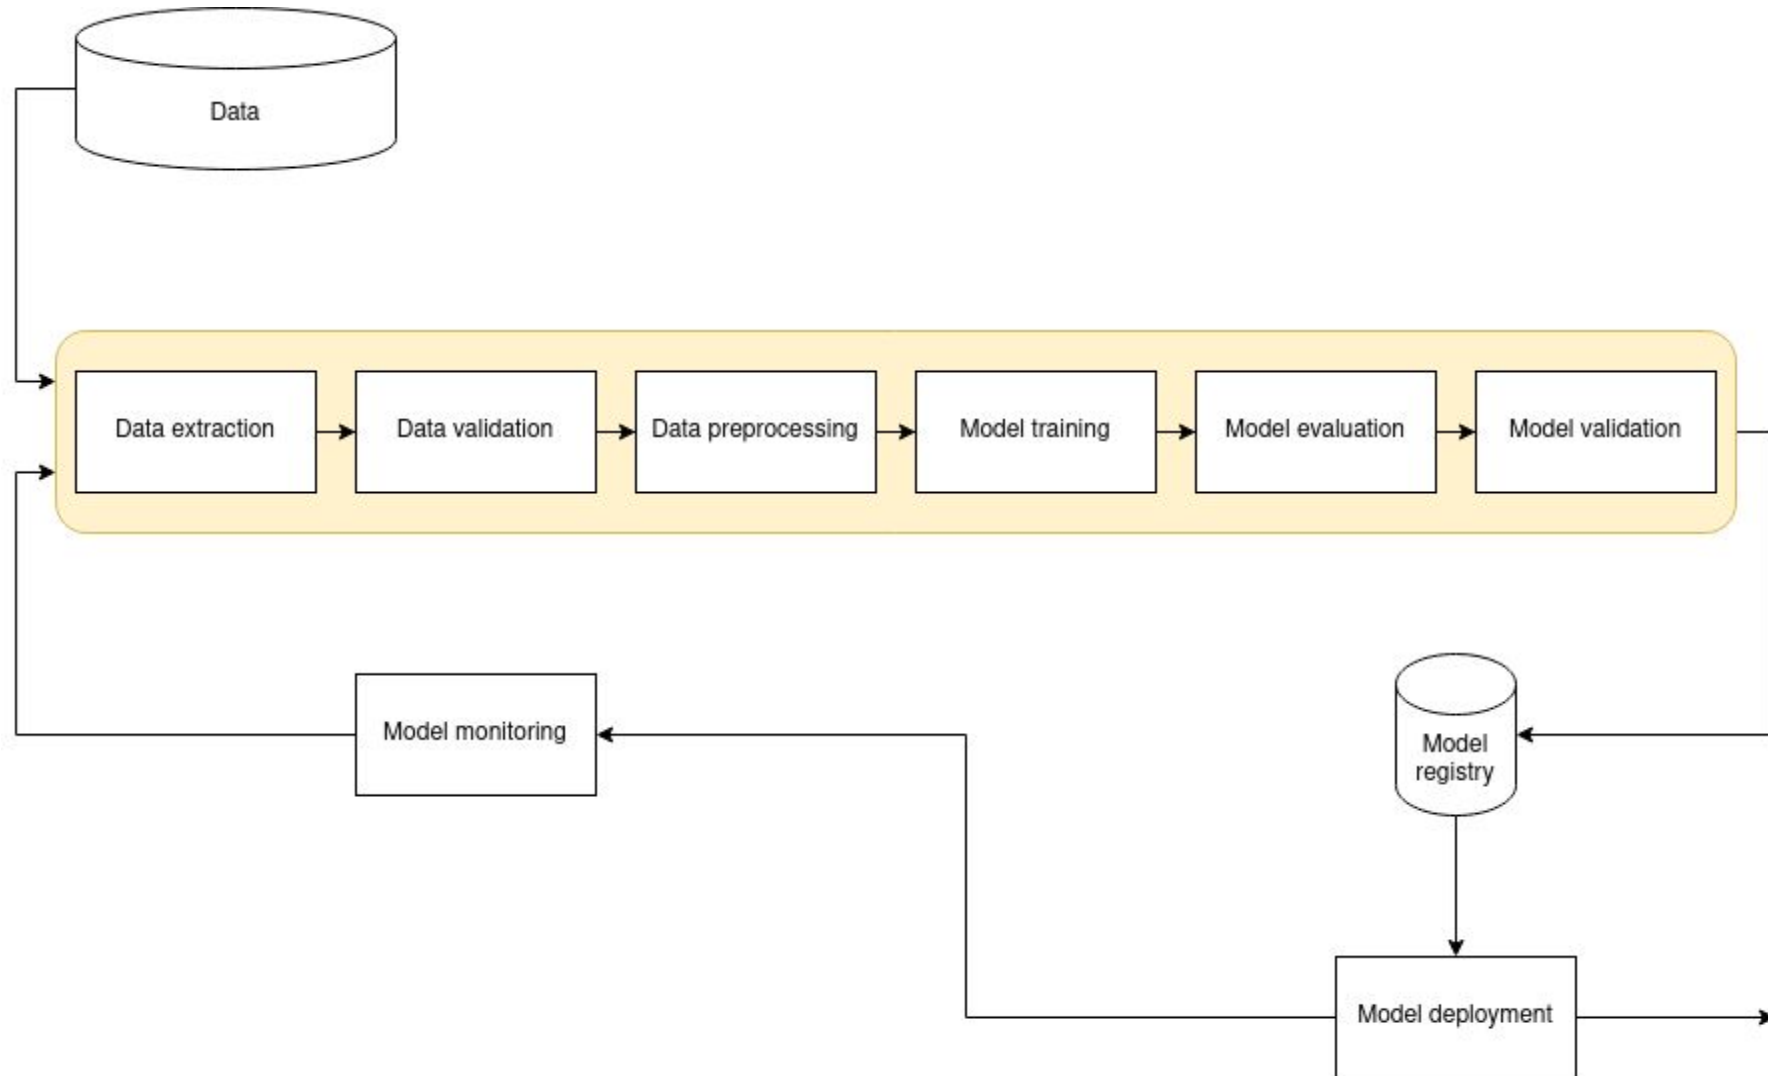 Data
Data extraction
Data validation
Data preprocessing
Model training
Model evaluation
Model validation
Model monitoring
Model
registry
Model deployment